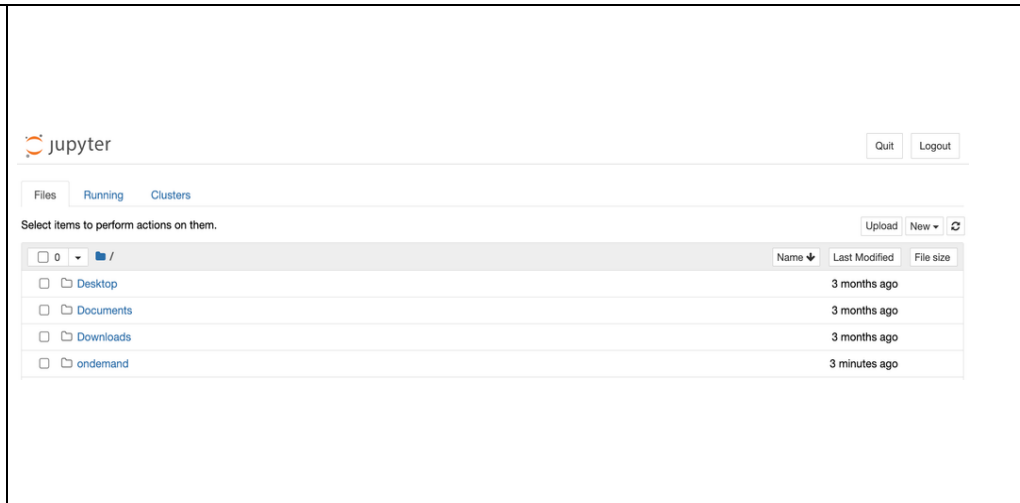 jupyter Quit Logout
Files Running Clusters
Select items to perform actions on them. Upload New
0 / Name Last Modified File size
Desktop 3 months ago
Documents 3 months ago
Downloads 3 months ago
ondemand 3 minutes ago